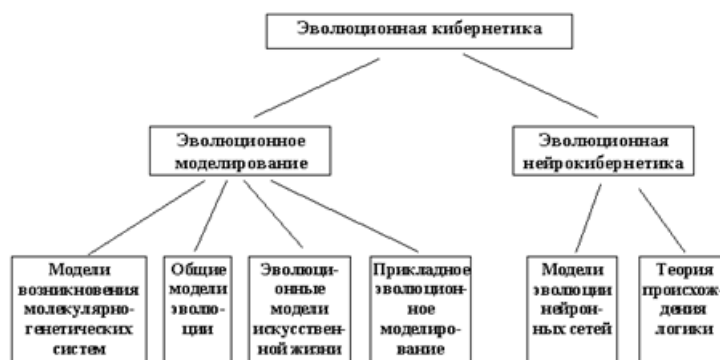 Эволюционная кибернетика
Эволюционное
моделирование
Эволюционная
нейрокибернетика
Модели
возникновения
молекулярно-
генетических
систем
Общие
модели
эволю-
ции
Эволюци-
онные
модели
искусствен-
ной жизни
Прикладное
эволюцион-
ное
моделиро-
вание
Модели
эволюции
нейрон-
ных сетей
Теория
происхож-
дения
логики